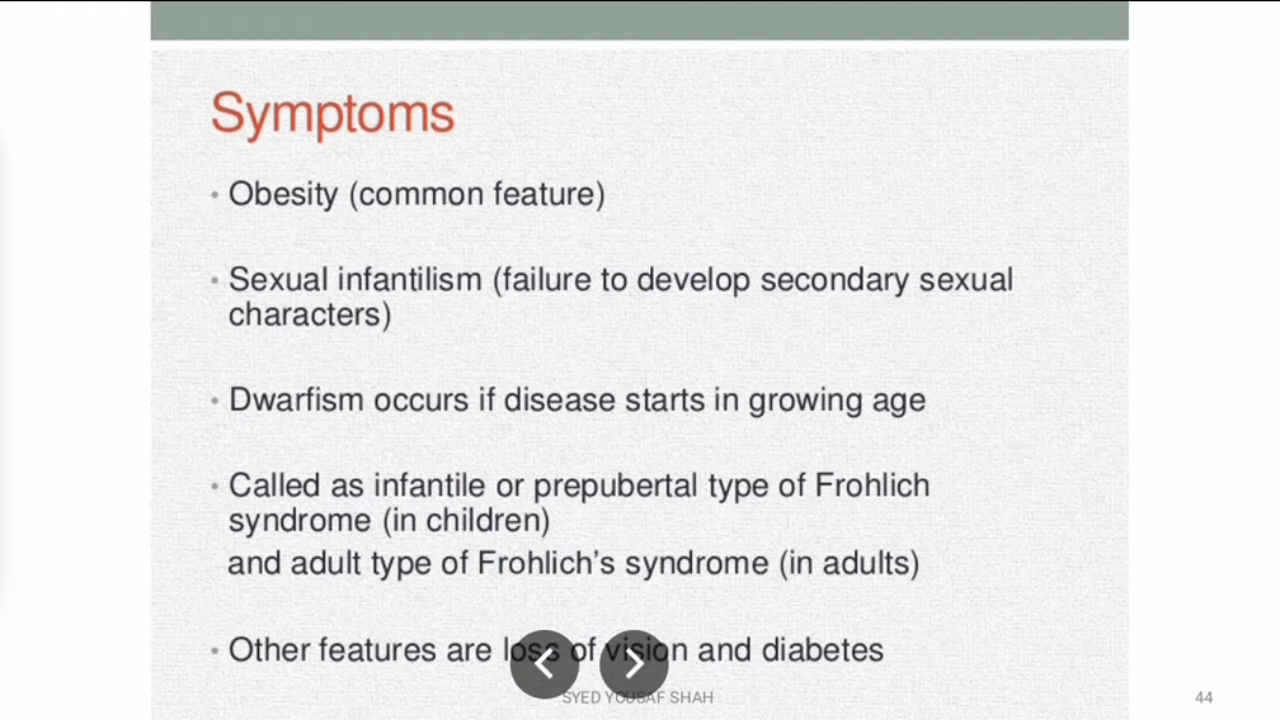 Symptoms
• Obesity (common feature)
• Sexual infantilism (failure to develop secondary sexual
characters)
• Dwarfism occurs if disease starts in growing age
• Called as infantile or prepubertal type of Frohlich
syndrome (in children)
and adult type of Frohlich’s syndrome (in adults)
• Other features are loss of vision and diabetes
SYED YOUSAF SHAH
44